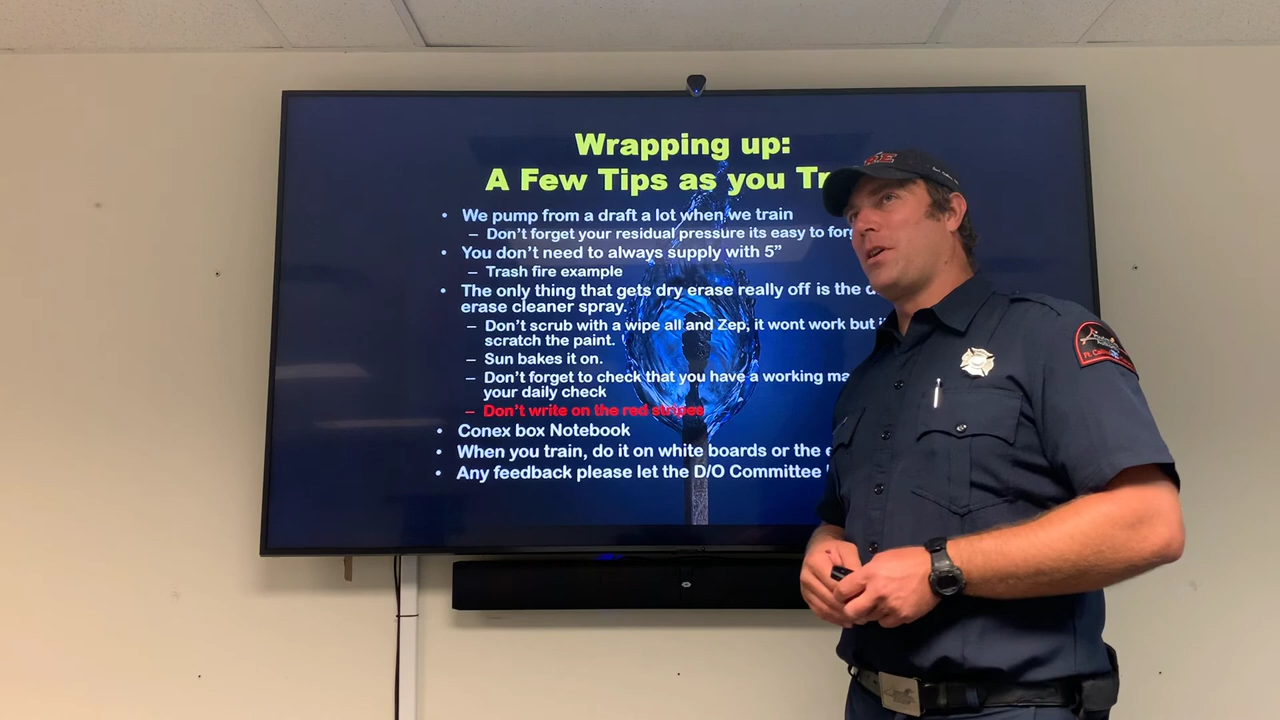 Wrapping up:
A Few Tips as you
• We pump from a draft a lot when we train
– Don't forget your residual pressure its easy to
• You don't need to always supply with 5"
– Trash fire example
• The only thing that gets dry erase really off is the
erase cleaner spray.
– Don't scrub with a wipe all and Zep, it wont work but
scratch the paint.
– Sun bakes it on.
– Don't forget to check that you have a working
your daily check
– Don't write on the red stripes
• Conex box Notebook
• When you train, do it on white boards or the
• Any feedback please let the D/O Committee